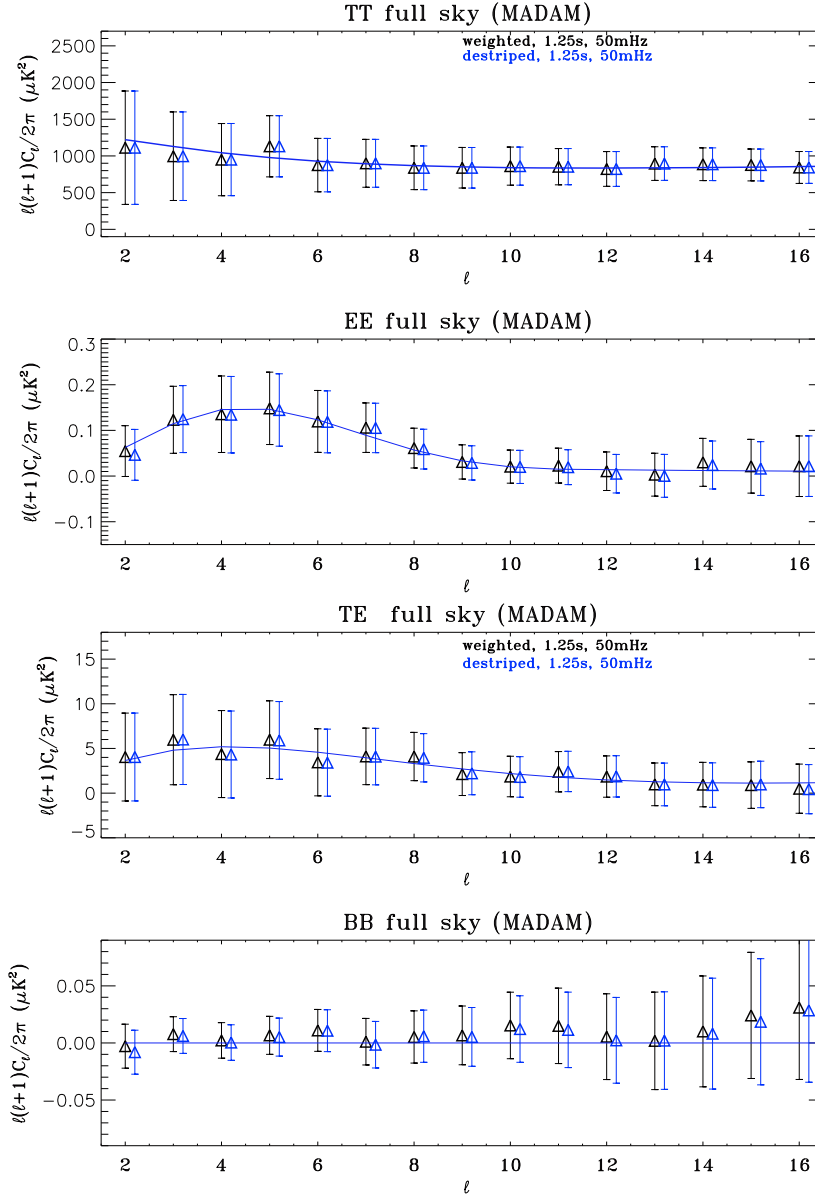 TT full sky (MADAM)
weighted, 1.25s, 50mHz
destriped, 1.25s, 50mHz
ℓ(ℓ+1)Cℓ/2π (μK²)
2500
2000
1500
1000
500
0
2 4 6 8 10 12 14 16
ℓ
EE full sky (MADAM)
ℓ(ℓ+1)Cℓ/2π (μK²)
0.3
0.2
0.1
0.0
−0.1
2 4 6 8 10 12 14 16
ℓ
TE full sky (MADAM)
weighted, 1.25s, 50mHz
destriped, 1.25s, 50mHz
ℓ(ℓ+1)Cℓ/2π (μK²)
15
10
5
0
−5
2 4 6 8 10 12 14 16
ℓ
BB full sky (MADAM)
ℓ(ℓ+1)Cℓ/2π (μK²)
0.05
0.00
−0.05
2 4 6 8 10 12 14 16
ℓ